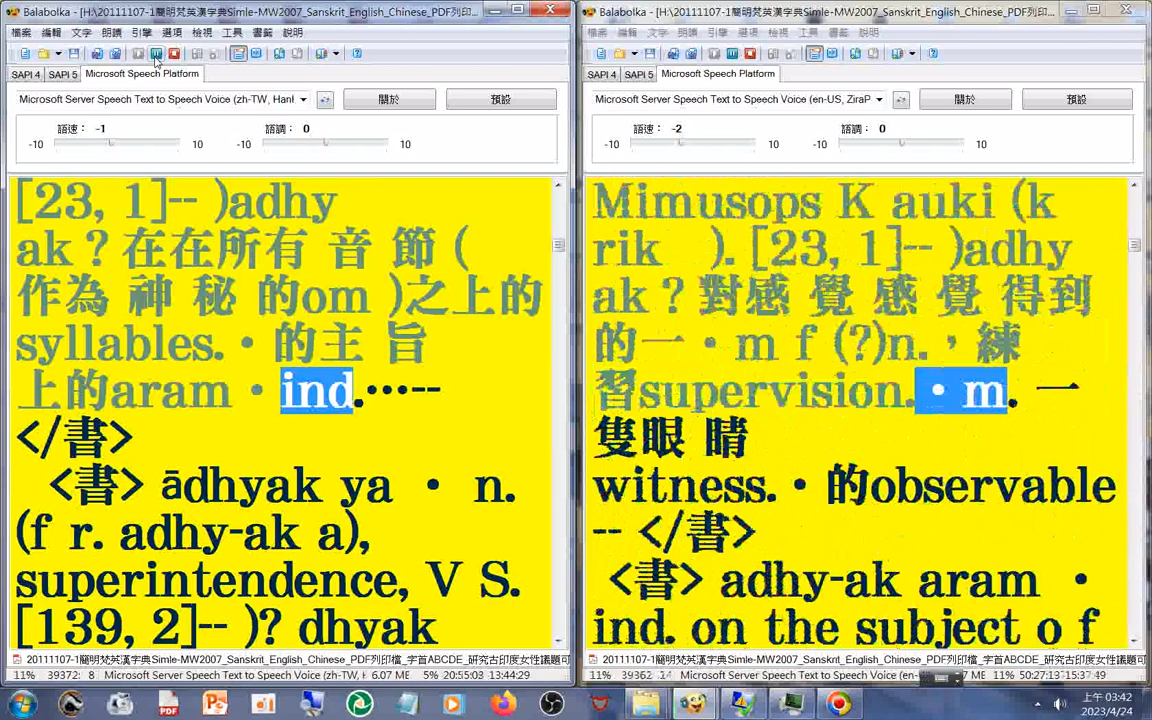 Balabolka - [H:\20111107-1簡明梵英漢字典Simle-MW2007_Sanskrit_English_Chinese_PDF列印...
檔案 編輯 文字 朗讀 引擎 選項 檢視 工具 書籤 說明
SAPI 4 SAPI 5 Microsoft Speech Platform
Microsoft Server Speech Text to Speech Voice (zh-TW, Hanl
關於 預設
語速： -1 語調： 0
-10 10 -10 10
[23, 1]-- )adhy
ak ? 在在所有 音 節 (
作為 神 秘 的om )之上的
syllables.・的主 旨
上的aram・ind.…--
</書>
<書> ādhyak ya ・ n.
(f r. adhy-ak a),
superintendence, V S.
[139, 2]-- )? dhyak
20111107-1簡明梵英漢字典Simle-MW2007_Sanskrit_English_Chinese_PDF列印檔_字首ABCDE_研究古印度女性議題可
11% 39372: 8 Microsoft Server Speech Text to Speech Voice (zh-TW, H 6.07 MB 5% 20:55:03 13:44:29
Balabolka - [H:\20111107-1簡明梵英漢字典Simle-MW2007_Sanskrit_English_Chinese_PDF列印...
檔案 編輯 文字 朗讀 引擎 選項 檢視 工具 書籤 說明
SAPI 4 SAPI 5 Microsoft Speech Platform
Microsoft Server Speech Text to Speech Voice (en-US, ZiraP
關於 預設
語速： -2 語調： 0
-10 10 -10 10
Mimusops K auki (k
rik ). [23, 1]-- )adhy
ak ? 對感 覺 感 覺 得到
的一・m f (?)n.，練
習supervision.・m. 一
隻眼 睛
witness.・的observable
-- </書>
<書> adhy-ak aram ・
ind. on the subject o f
20111107-1簡明梵英漢字典Simle-MW2007_Sanskrit_English_Chinese_PDF列印檔_字首ABCDE_研究古印度女性議題可
11% 39362 14 Microsoft Server Speech Text to Speech Voice 11% 50:27:13
上午 03:42
2023/4/24